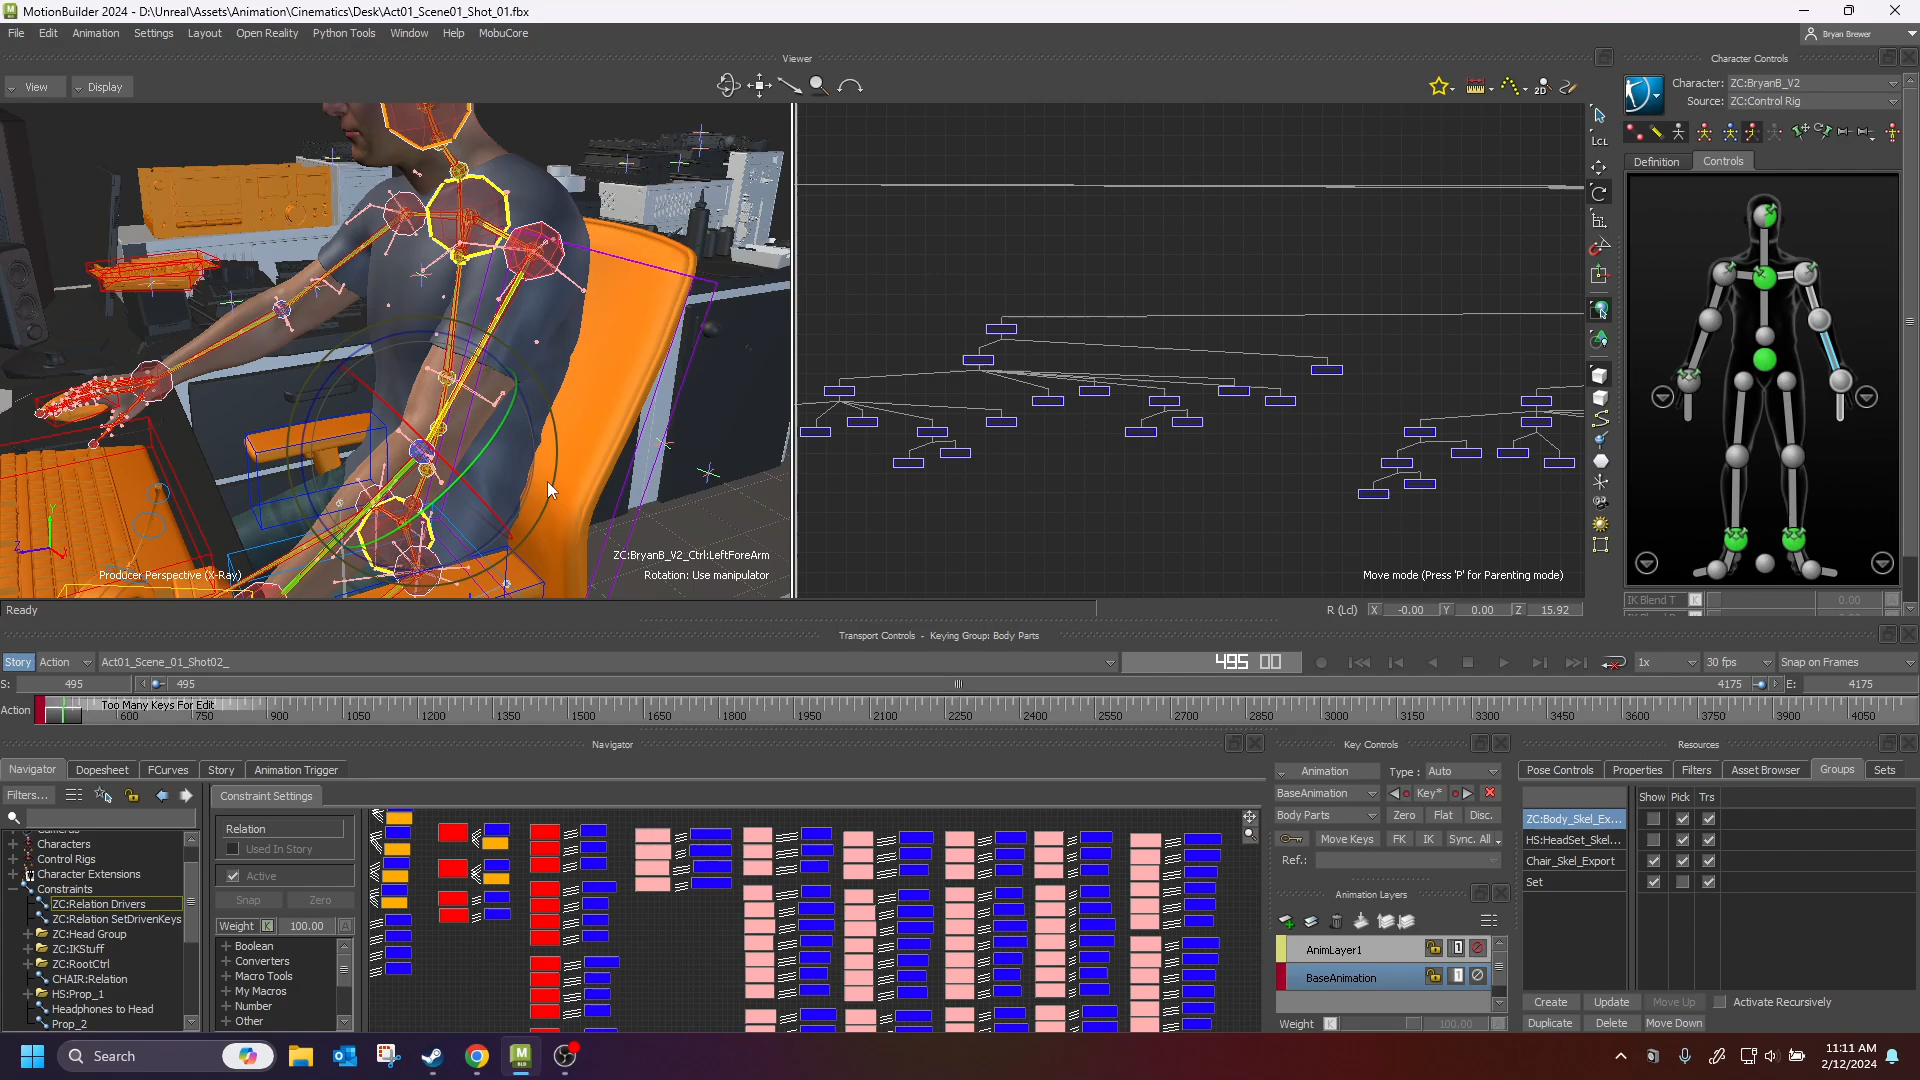 MotionBuilder 2024 - D:\Unreal\Assets\Animation\Cinematics\Desk\Act01_Scene01_Shot_01.fbx
File Edit Animation Settings Layout Open Reality Python Tools Window Help MobuCore
Bryan Brewer
Viewer
Character Controls
View Display
2D
Character: ZC:BryanB_V2
Source: ZC:Control Rig
LCL
Definition Controls
ZC:BryanB_V2_Ctrl:LeftForeArm
Producer Perspective (X-Ray)
Rotation: Use manipulator
Move mode (Press 'P' for Parenting mode)
IK Blend T K 0.00 A
Ready
R (Lcl) X -0.00 Y 0.00 Z 15.92
Transport Controls - Keying Group: Body Parts
Story Action Act01_Scene_01_Shot02_ 495 00 1x 30 fps Snap on Frames
S: 495 495 4175 E: 4175
Action Too Many Keys For Edit
600 750 900 1050 1200 1350 1500 1650 1800 1950 2100 2250 2400 2550 2700 2850 3000 3150 3300 3450 3600 3750 3900 4050
Navigator
Key Controls
Resources
Navigator Dopesheet FCurves Story Animation Trigger
Animation Type : Auto
Pose Controls Properties Filters Asset Browser Groups Sets
Filters...
Constraint Settings
BaseAnimation Key*
Show Pick Trs
Body Parts Zero Flat Disc.
ZC:Body_Skel_Ex...
Cameras
Characters
Control Rigs
Character Extensions
Constraints
ZC:Relation Drivers
ZC:Relation SetDrivenKeys
ZC:Head Group
ZC:IKStuff
ZC:RootCtrl
CHAIR:Relation
HS:Prop_1
Headphones to Head
Prop_2
Relation
Used In Story
Active
Snap Zero
Weight K 100.00 A
Boolean
Converters
Macro Tools
My Macros
Number
Other
Move Keys FK IK Sync. All
Ref.:
HS:HeadSet_Skel...
Chair_Skel_Export
Set
Animation Layers
AnimLayer1 1
BaseAnimation 1
Weight K 100.00
Create Update Move Up Activate Recursively
Duplicate Delete Move Down
Search
11:11 AM
2/12/2024